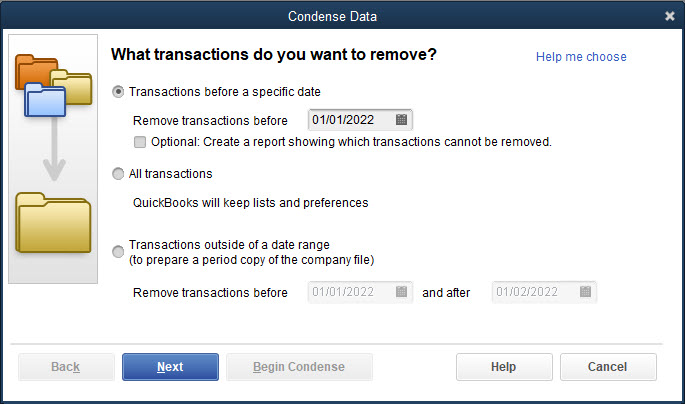 Condense Data
What transactions do you want to remove?
Help me choose
Transactions before a specific date
Remove transactions before 01/01/2022
Optional: Create a report showing which transactions cannot be removed.
All transactions
QuickBooks will keep lists and preferences
Transactions outside of a date range
(to prepare a period copy of the company file)
Remove transactions before 01/01/2022 and after 01/02/2022
Back Next Begin Condense Help Cancel